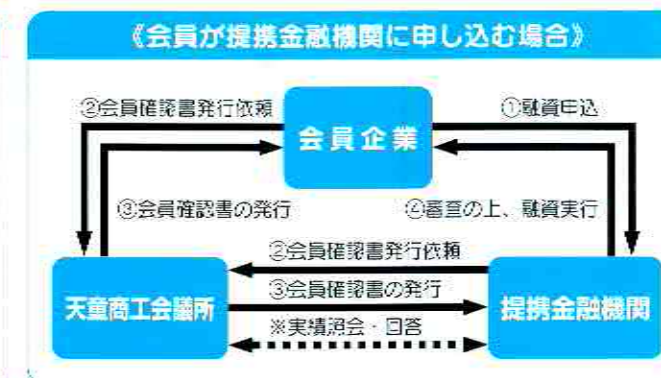 《会員が提携金融機関に申し込む場合》
②会員確認書発行依頼
①融資申込
会員企業
③会員確認書の発行
④審査の上、融資実行
②会員確認書発行依頼
天童商工会議所
③会員確認書の発行
提携金融機関
※実績照会・回答